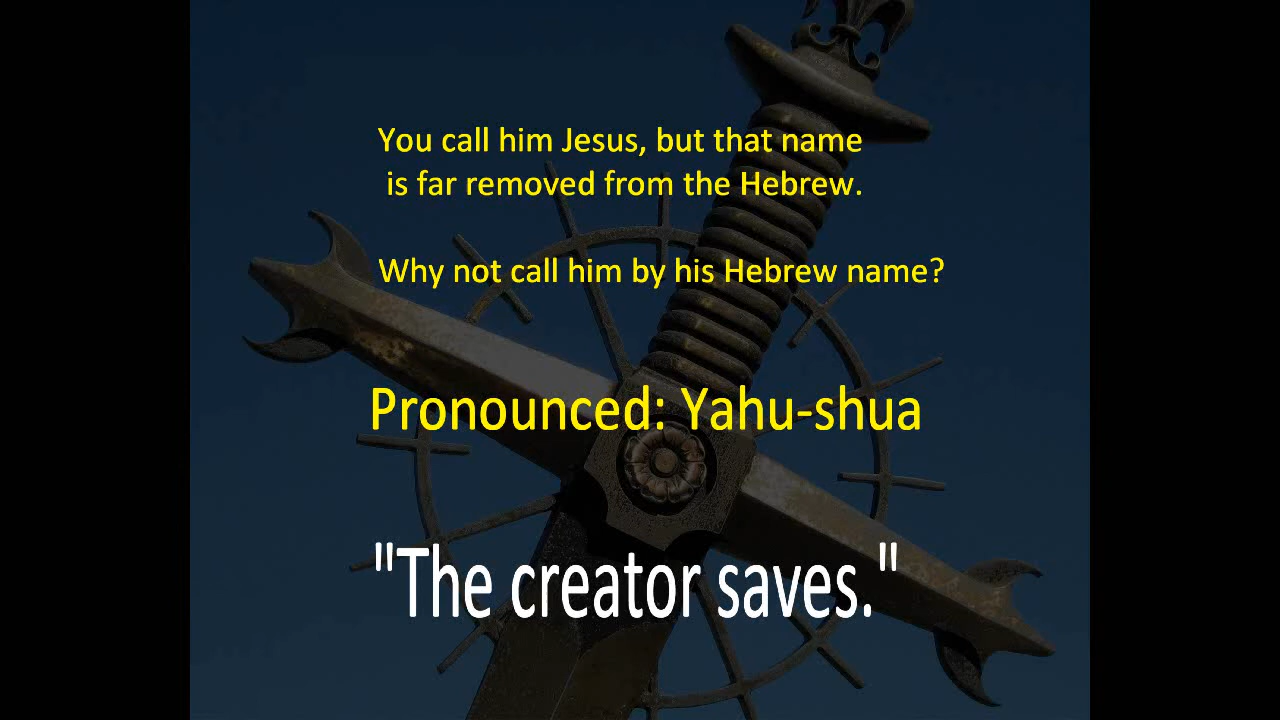 You call him Jesus, but that name
is far removed from the Hebrew.
Why not call him by his Hebrew name?
Pronounced: Yahu-shua
"The creator saves."